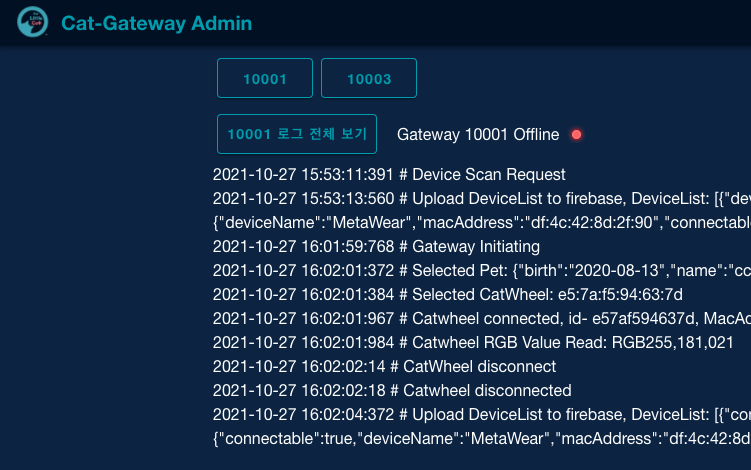 Cat-Gateway Admin
10001 10003
10001 로그 전체 보기 Gateway 10001 Offline
2021-10-27 15:53:11:391 # Device Scan Request
2021-10-27 15:53:13:560 # Upload DeviceList to firebase, DeviceList: [{"dev
{"deviceName":"MetaWear","macAddress":"df:4c:42:8d:2f:90","connectabl
2021-10-27 16:01:59:768 # Gateway Initiating
2021-10-27 16:02:01:372 # Selected Pet: {"birth":"2020-08-13","name":"cc
2021-10-27 16:02:01:384 # Selected CatWheel: e5:7a:f5:94:63:7d
2021-10-27 16:02:01:967 # Catwheel connected, id- e57af594637d, MacAd
2021-10-27 16:02:01:984 # Catwheel RGB Value Read: RGB255,181,021
2021-10-27 16:02:02:14 # CatWheel disconnect
2021-10-27 16:02:02:18 # Catwheel disconnected
2021-10-27 16:02:04:372 # Upload DeviceList to firebase, DeviceList: [{"con
{"connectable":true,"deviceName":"MetaWear","macAddress":"df:4c:42:8d